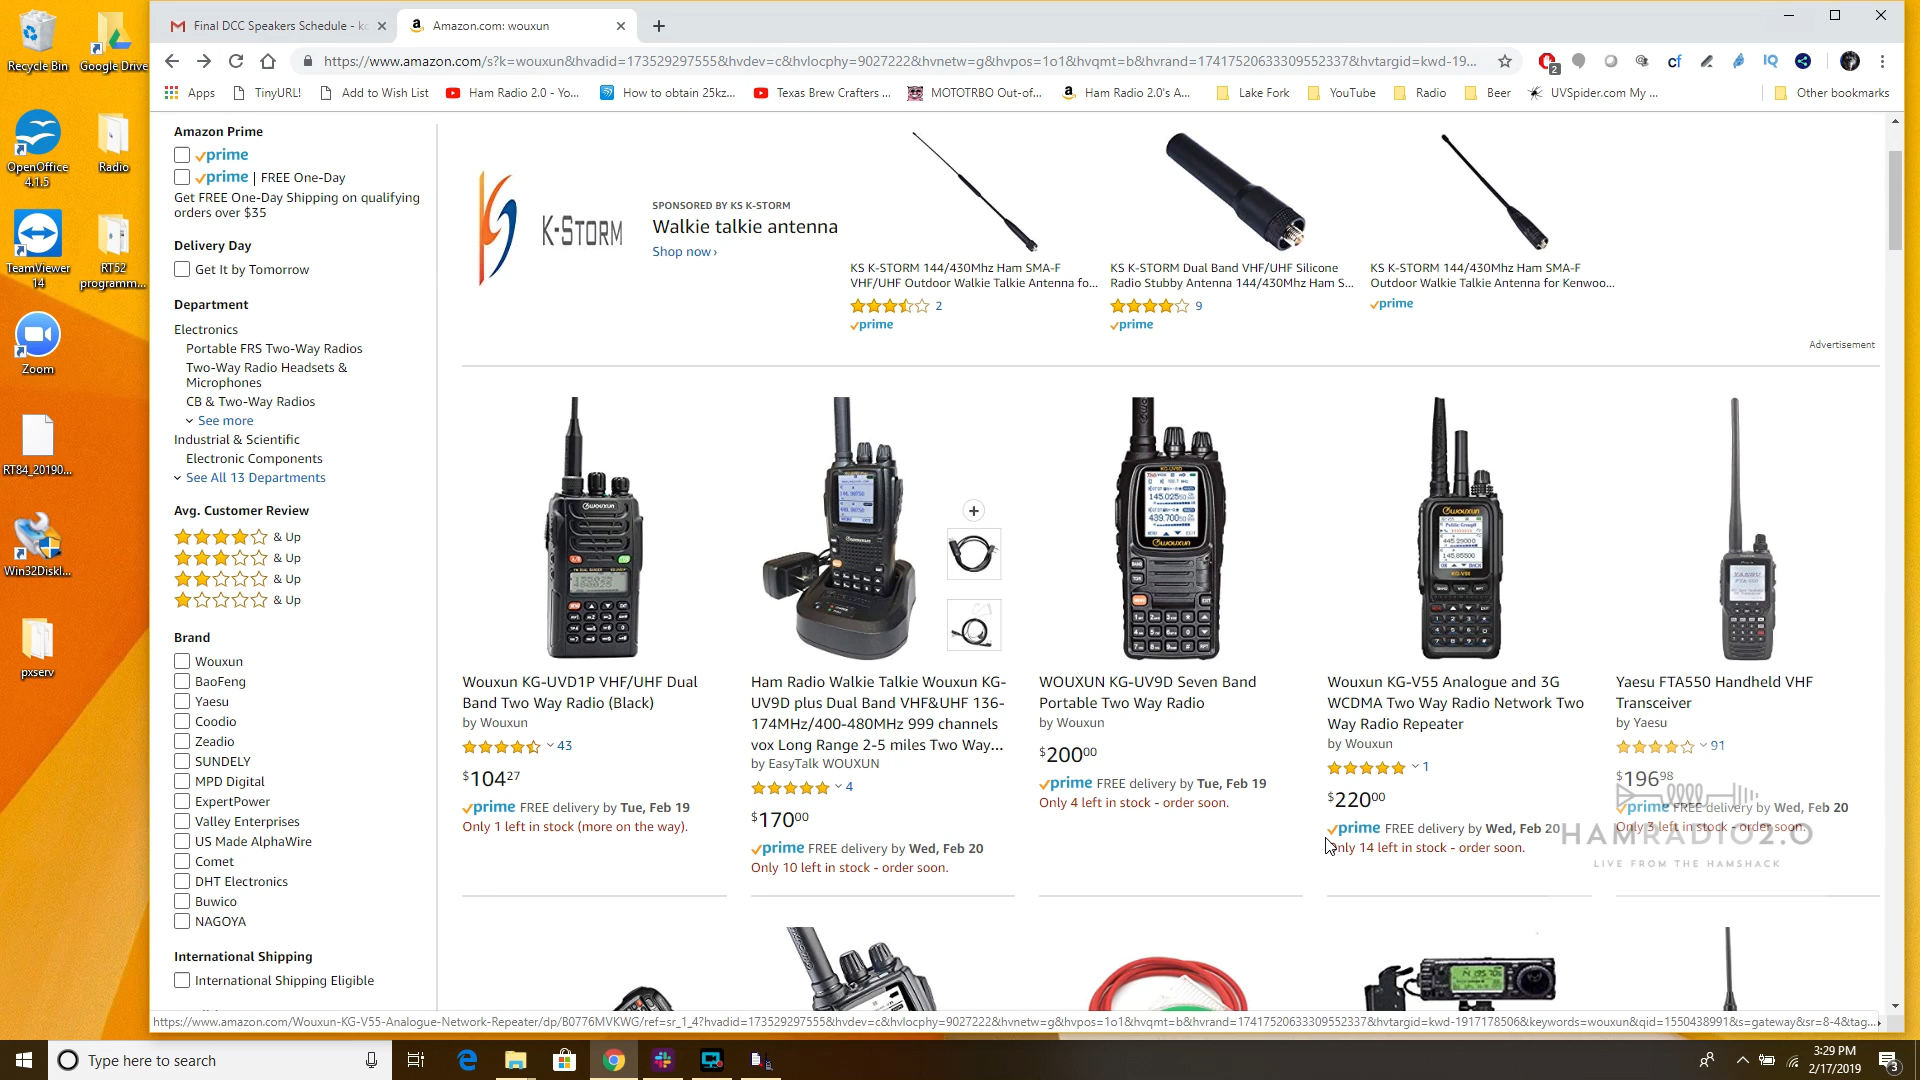 Recycle Bin
Google Drive
OpenOffice 4.1.5
Radio
TeamViewer 14
RT52 programm...
Zoom
RT84_20190...
Win32DiskI...
pxserv
Final DCC Speakers Schedule - kc
Amazon.com: wouxun
https://www.amazon.com/s?k=wouxun&hvadid=173529297555&hvdev=c&hvlocphy=9027222&hvnetw=g&hvpos=1o1&hvqmt=b&hvrand=17417520633309552337&hvtargid=kwd-19...
Apps
TinyURL!
Add to Wish List
Ham Radio 2.0 - Yo...
How to obtain 25kz...
Texas Brew Crafters ...
MOTOTRBO Out-of...
Ham Radio 2.0's A...
Lake Fork
YouTube
Radio
Beer
UVSpider.com My ...
Other bookmarks
Amazon Prime
prime
prime | FREE One-Day
Get FREE One-Day Shipping on qualifying
orders over $35
Delivery Day
Get It by Tomorrow
Department
Electronics
Portable FRS Two-Way Radios
Two-Way Radio Headsets &
Microphones
CB & Two-Way Radios
See more
Industrial & Scientific
Electronic Components
See All 13 Departments
Avg. Customer Review
& Up
& Up
& Up
& Up
Brand
Wouxun
BaoFeng
Yaesu
Coodio
Zeadio
SUNDELY
MPD Digital
ExpertPower
Valley Enterprises
US Made AlphaWire
Comet
DHT Electronics
Buwico
NAGOYA
International Shipping
International Shipping Eligible
K-STORM
SPONSORED BY KS K-STORM
Walkie talkie antenna
Shop now ›
KS K-STORM 144/430Mhz Ham SMA-F
VHF/UHF Outdoor Walkie Talkie Antenna fo...
2
prime
KS K-STORM Dual Band VHF/UHF Silicone
Radio Stubby Antenna 144/430Mhz Ham S...
9
prime
KS K-STORM 144/430Mhz Ham SMA-F
Outdoor Walkie Talkie Antenna for Kenwoo...
prime
Advertisement
Wouxun KG-UVD1P VHF/UHF Dual
Band Two Way Radio (Black)
by Wouxun
43
$104 27
prime FREE delivery by Tue, Feb 19
Only 1 left in stock (more on the way).
Ham Radio Walkie Talkie Wouxun KG-
UV9D plus Dual Band VHF&UHF 136-
174MHz/400-480MHz 999 channels
vox Long Range 2-5 miles Two Way...
by EasyTalk WOUXUN
4
$170 00
prime FREE delivery by Wed, Feb 20
Only 10 left in stock - order soon.
WOUXUN KG-UV9D Seven Band
Portable Two Way Radio
by Wouxun
$200 00
prime FREE delivery by Tue, Feb 19
Only 4 left in stock - order soon.
Wouxun KG-V55 Analogue and 3G
WCDMA Two Way Radio Network Two
Way Radio Repeater
by Wouxun
1
$220 00
prime FREE delivery by Wed, Feb 20
Only 14 left in stock - order soon.
Yaesu FTA550 Handheld VHF
Transceiver
by Yaesu
91
$196 98
prime FREE delivery by Wed, Feb 20
Only 3 left in stock - order soon.
HAMRADIO2.0
LIVE FROM THE HAMSHACK
https://www.amazon.com/Wouxun-KG-V55-Analogue-Network-Repeater/dp/B0776MVKWG/ref=sr_1_4?hvadid=173529297555&hvdev=c&hvlocphy=9027222&hvnetw=g&hvpos=1o1&hvqmt=b&hvrand=17417520633309552337&hvtargid=kwd-1917178506&keywords=wouxun&qid=1550438991&s=gateway&sr=8-4&tag...
Type here to search
3:29 PM
2/17/2019
3